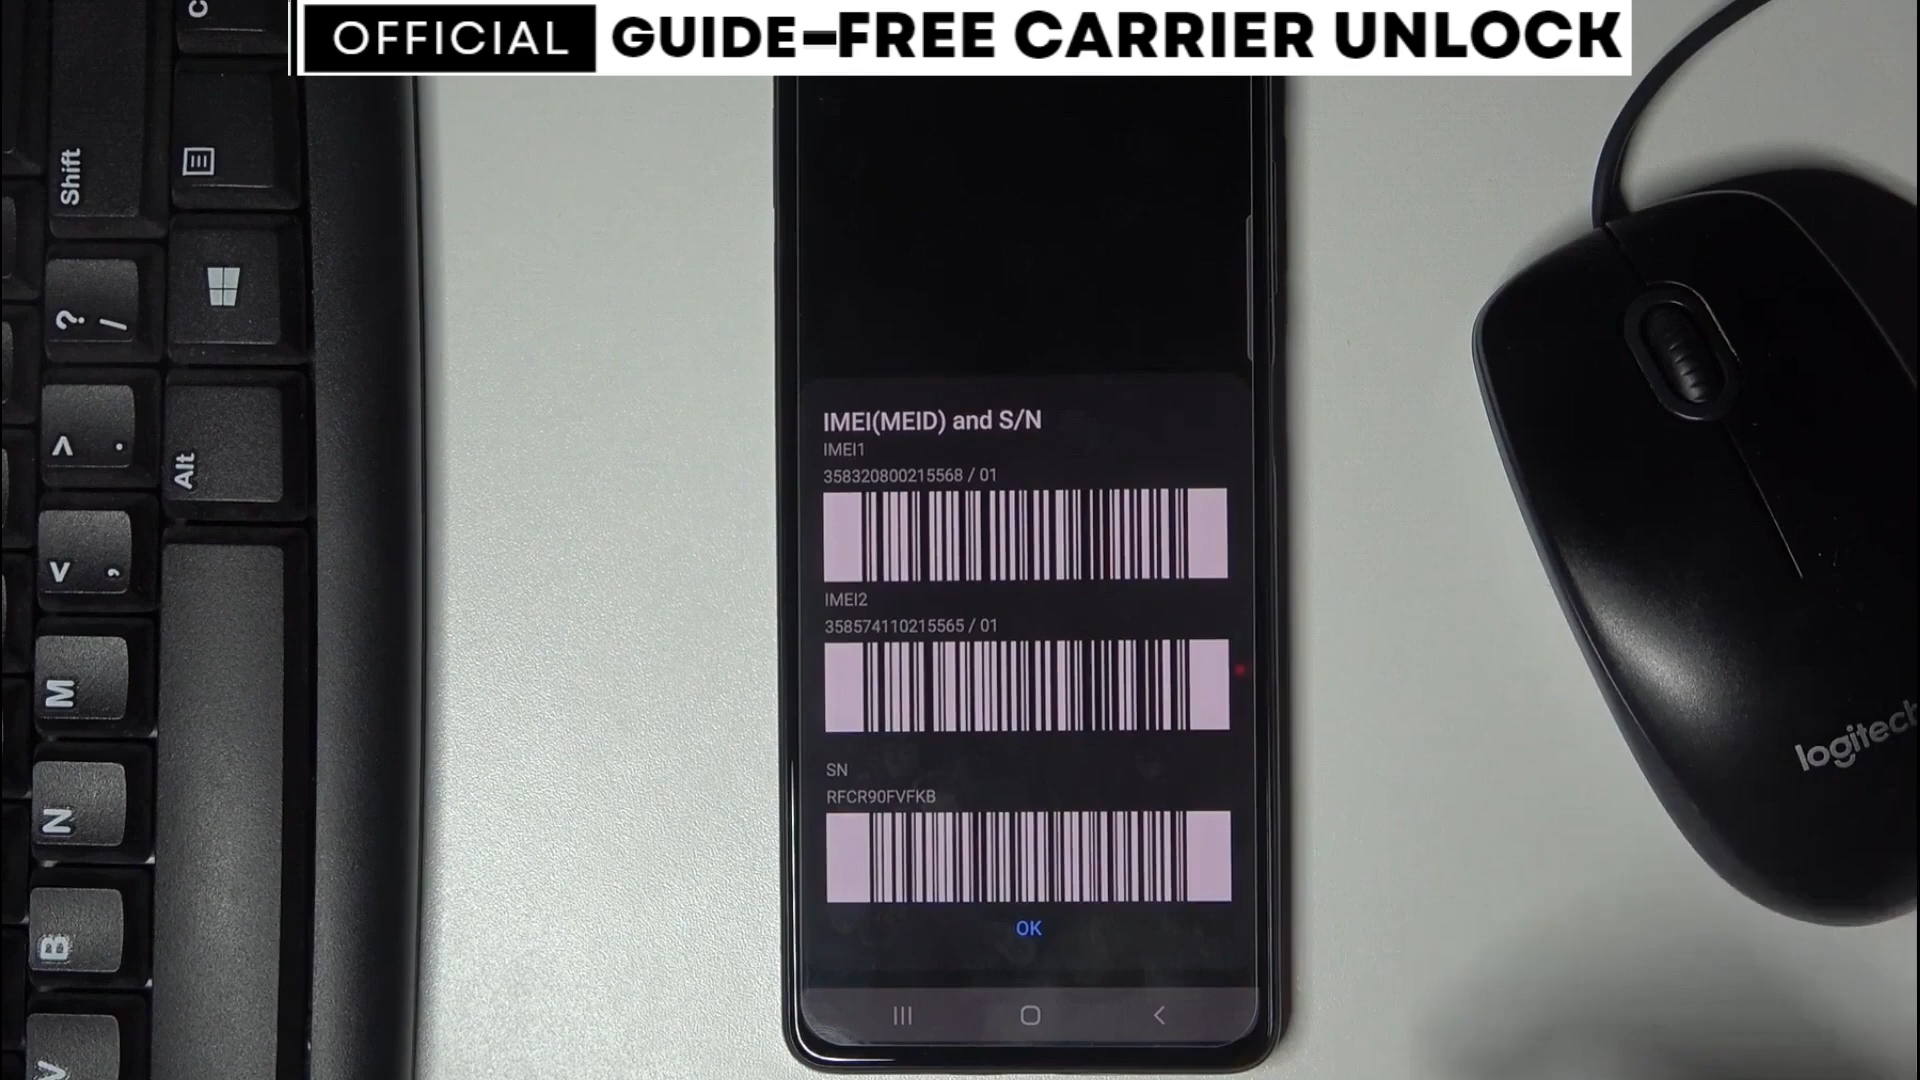 OFFICIAL GUIDE–FREE CARRIER UNLOCK
IMEI(MEID) and S/N
IMEI1
358320800215568 / 01
IMEI2
358574110215565 / 01
SN
RFCR90FVFKB
OK
Shift
? /
> .
Alt
< ,
M
N
B
V
C
logitech